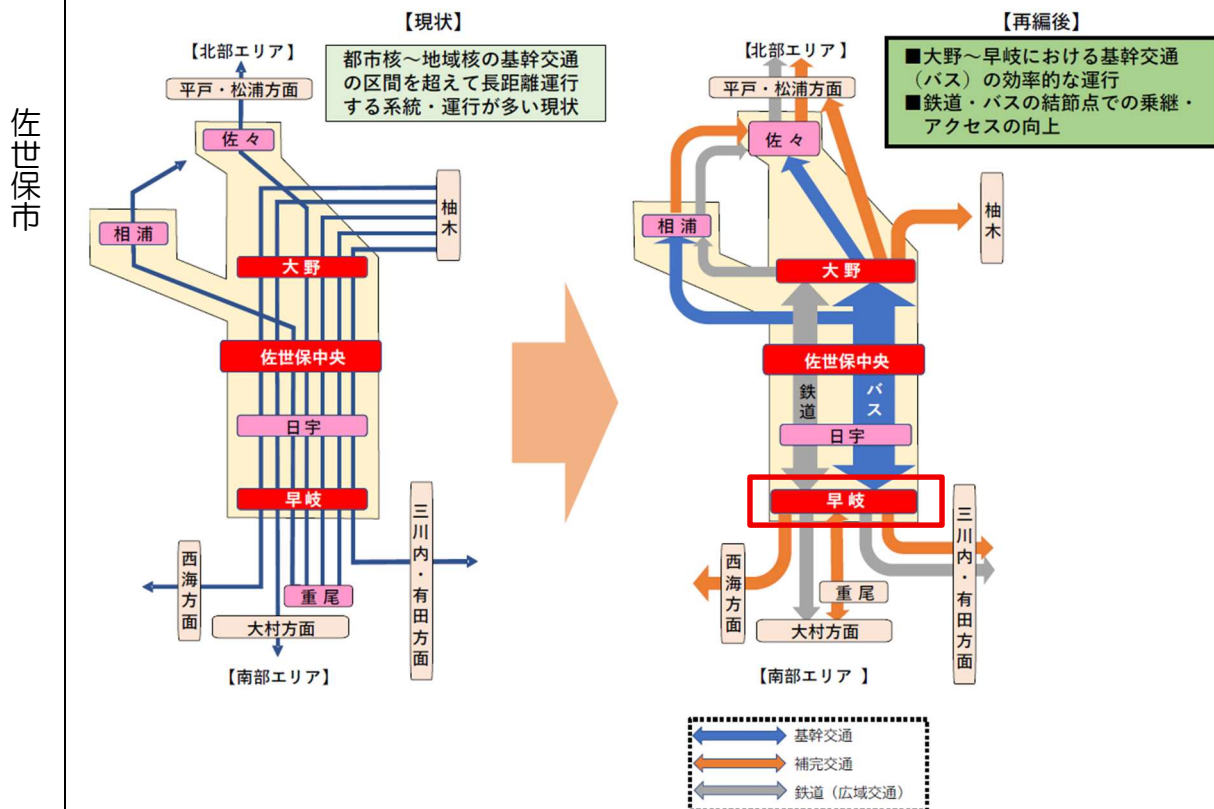 佐世保市
【現状】
【北部エリア】
都市核～地域核の基幹交通
の区間を超えて長距離運行
する系統・運行が多い現状
平戸・松浦方面
佐々
柚木
相浦
大野
佐世保中央
日宇
早岐
西海方面
重尾
三川内・有田方面
大村方面
【南部エリア】
【再編後】
【北部エリア】
■大野～早岐における基幹交通
（バス）の効率的な運行
■鉄道・バスの結節点での乗継・
アクセスの向上
平戸・松浦方面
佐々
柚木
相浦
大野
佐世保中央
鉄道
バス
日宇
早岐
西海方面
重尾
三川内・有田方面
大村方面
【南部エリア 】
基幹交通
補完交通
鉄道（広域交通）